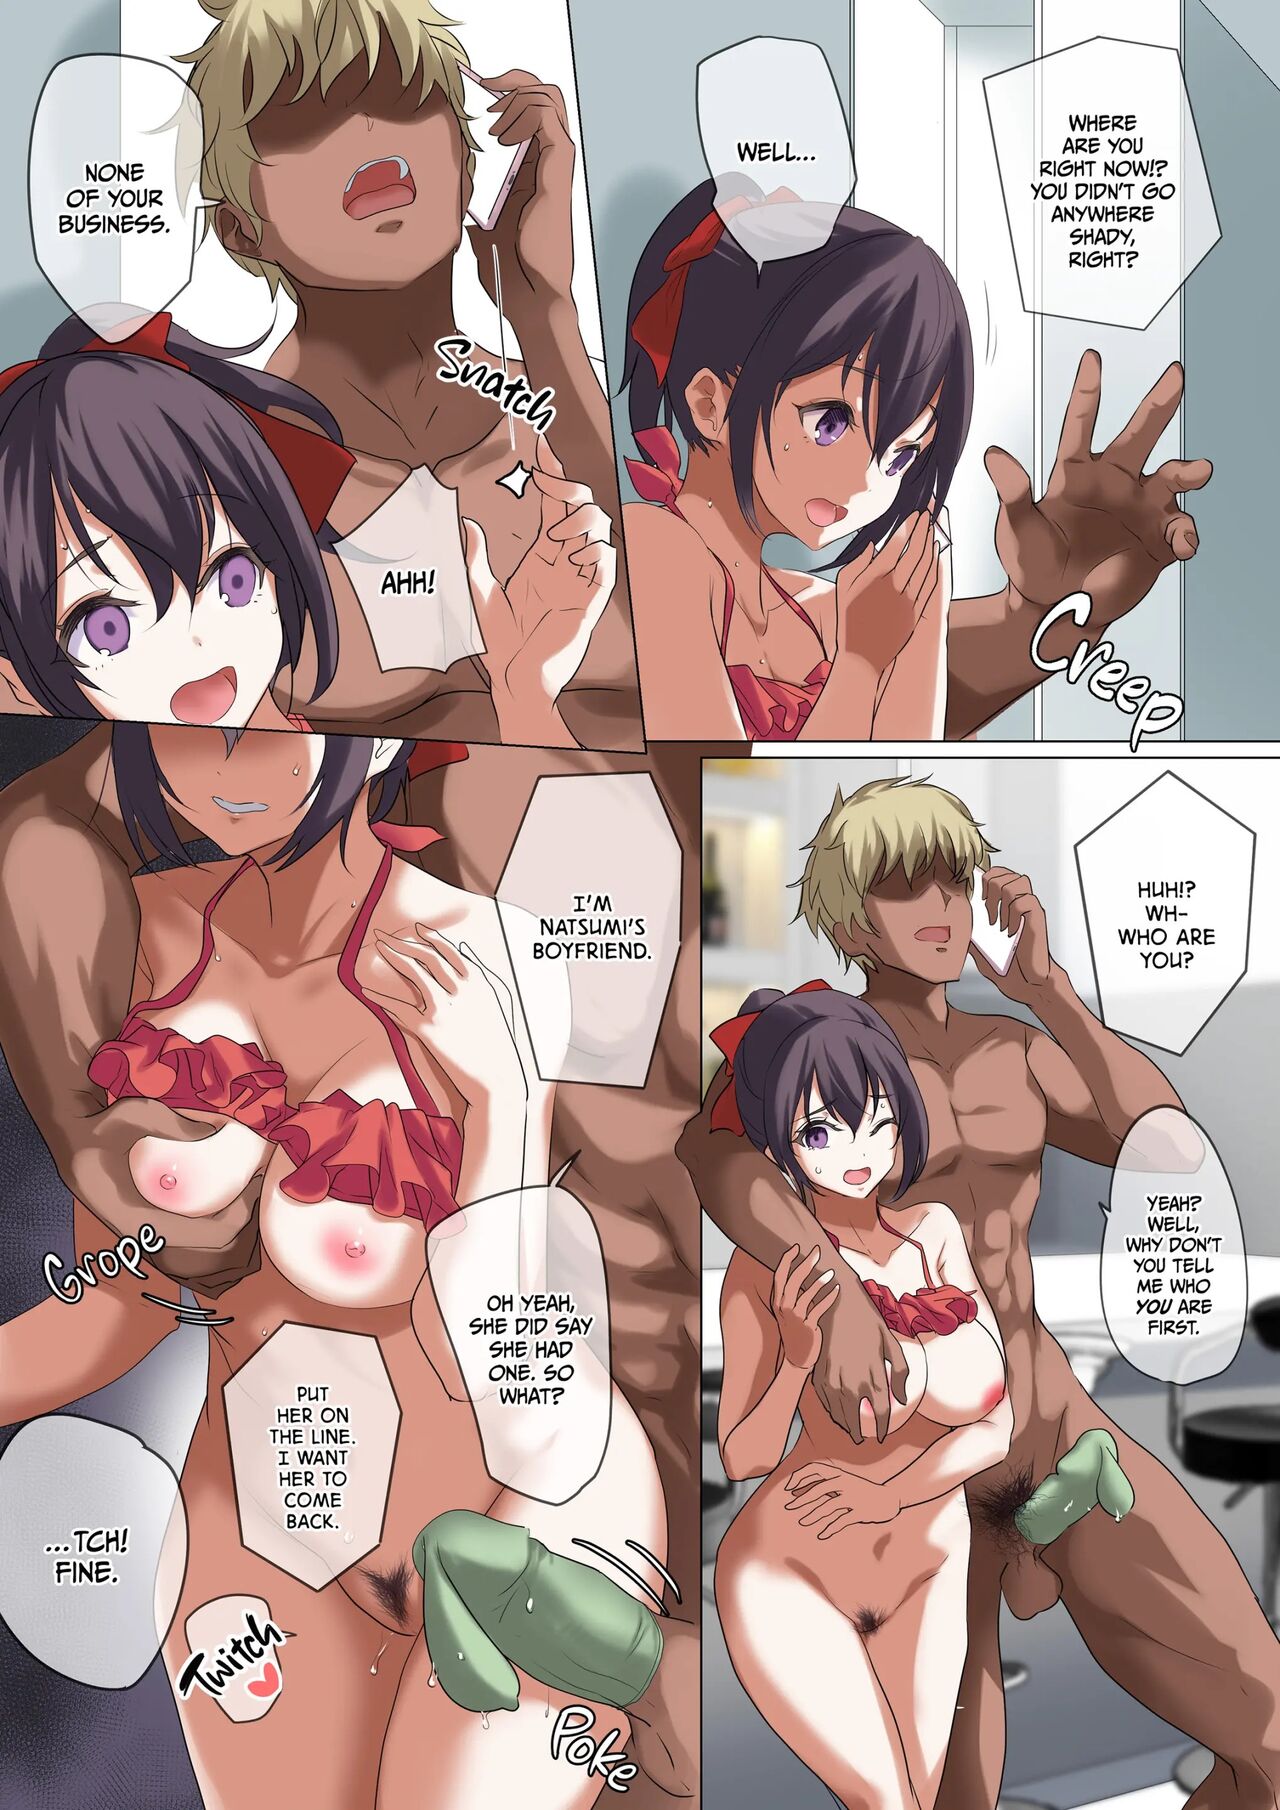 WHERE
ARE YOU
RIGHT NOW!?
YOU DIDN'T GO
ANYWHERE
SHADY,
RIGHT?
WELL...
Creep
NONE
OF YOUR
BUSINESS.
Snatch
AHH!
HUH!?
WH-
WHO ARE
YOU?
YEAH?
WELL,
WHY DON'T
YOU TELL
ME WHO
YOU ARE
FIRST.
I'M
NATSUMI'S
BOYFRIEND.
Grope
OH YEAH,
SHE DID SAY
SHE HAD
ONE. SO
WHAT?
PUT
HER ON
THE LINE.
I WANT
HER TO
COME
BACK.
...TCH!
FINE.
Twitch
Poke